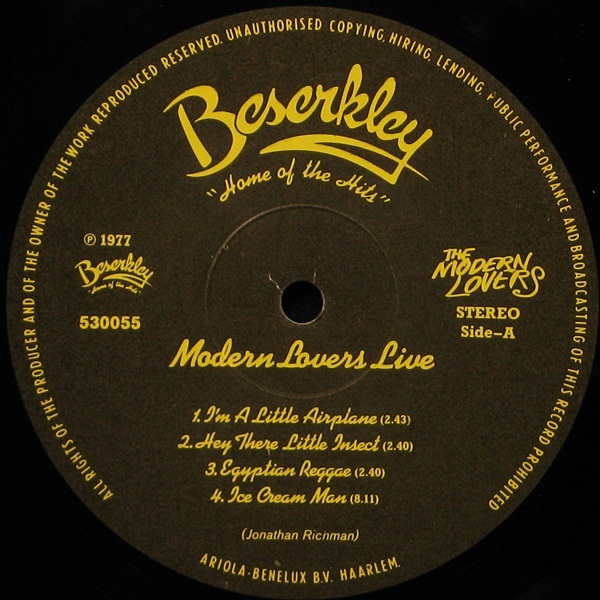 ALL RIGHTS OF THE PRODUCER AND OF THE OWNER OF THE WORK REPRODUCED RESERVED. UNAUTHORISED COPYING, HIRING, LENDING, PUBLIC PERFORMANCE AND BROADCASTING OF THIS RECORD PROHIBITED
Beserkley
"Home of the Hits"
℗ 1977
Beserkley
"Home of the Hits"
530055
THE
MODERN
LOVERS
STEREO
Side-A
Modern Lovers Live
1. I'm A Little Airplane (2.43)
2. Hey There Little Insect (2.40)
3. Egyptian Reggae (2.40)
4. Ice Cream Man (8.11)
(Jonathan Richman)
ARIOLA-BENELUX B.V. HAARLEM.